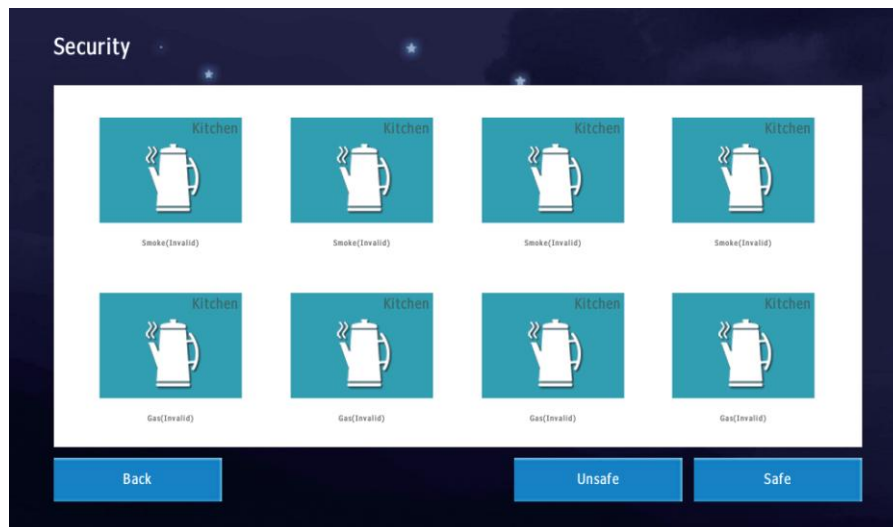 Security
Kitchen Kitchen Kitchen Kitchen
Smoke(Invalid) Smoke(Invalid) Smoke(Invalid) Smoke(Invalid)
Kitchen Kitchen Kitchen Kitchen
Gas(Invalid) Gas(Invalid) Gas(Invalid) Gas(Invalid)
Back Unsafe Safe